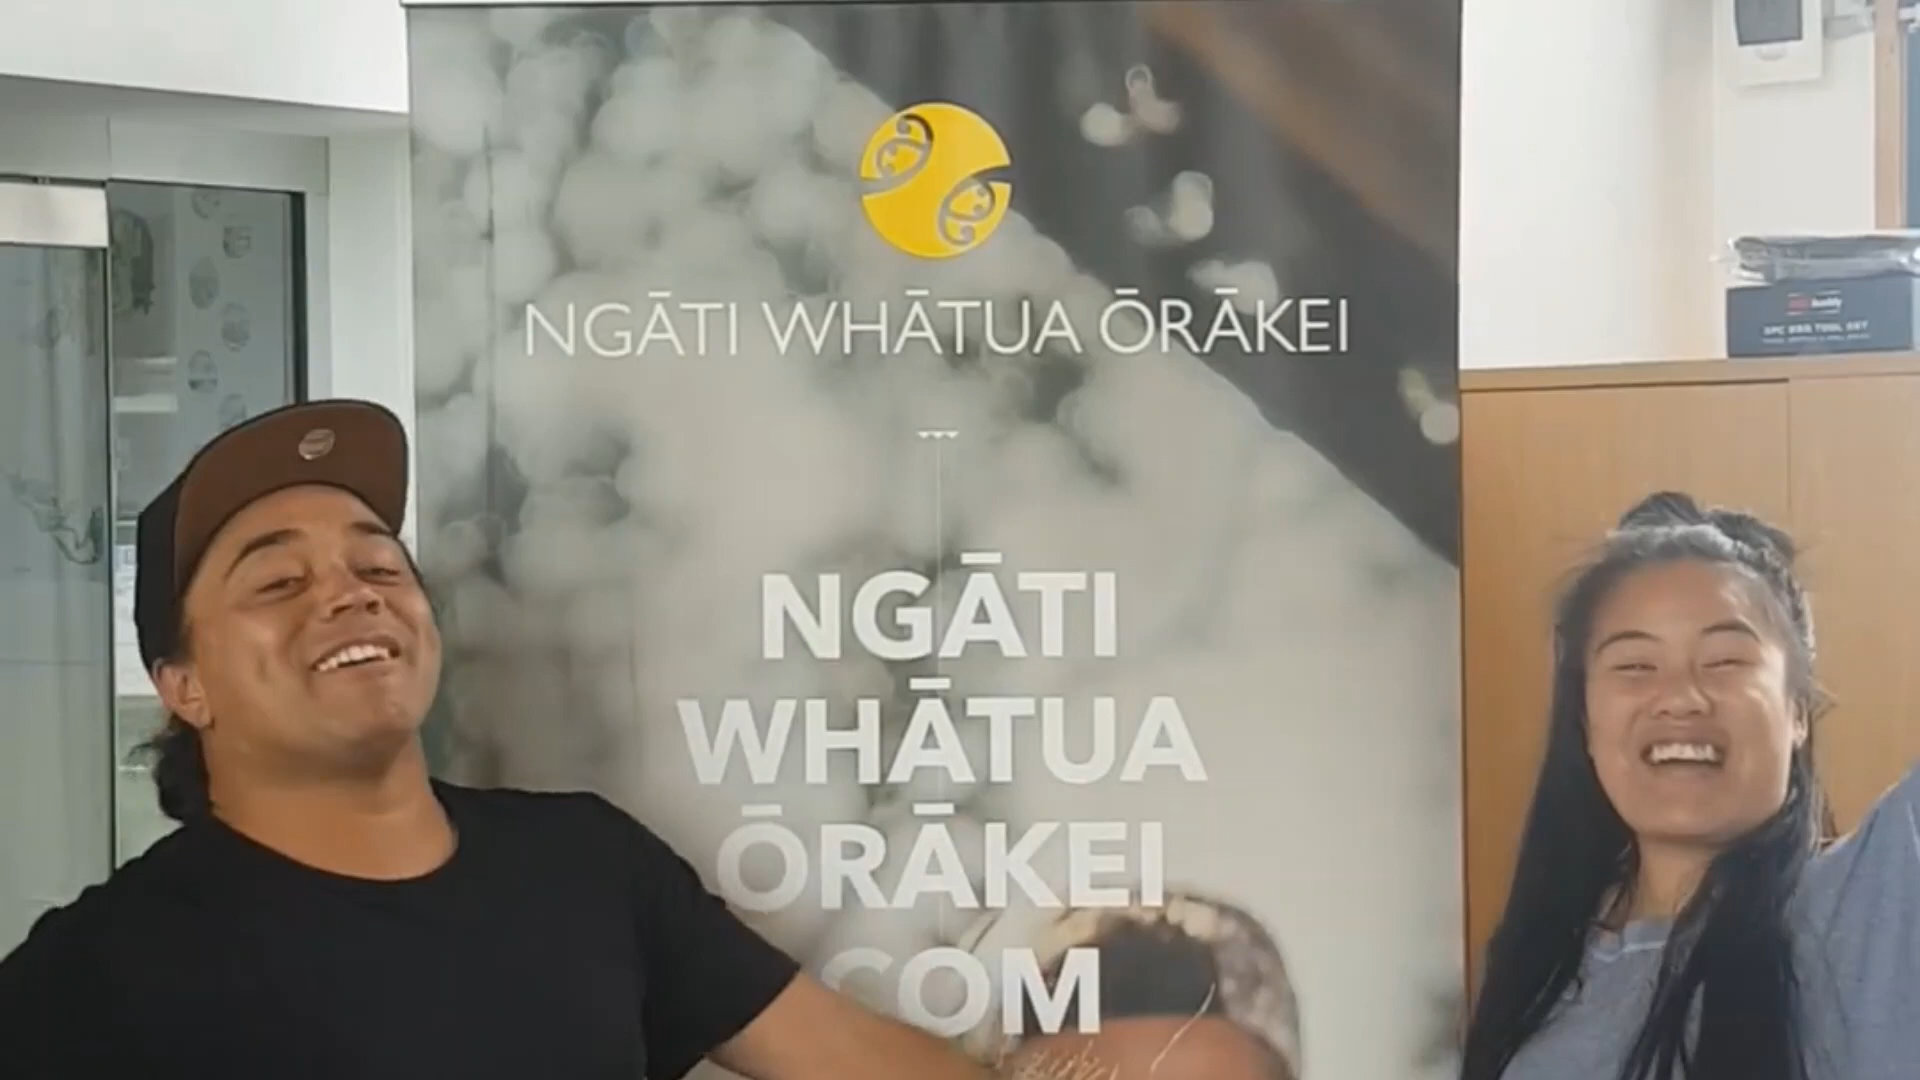 NGĀTI WHĀTUA ŌRĀKEI
NGĀTI
WHĀTUA
ŌRĀKEI
.COM